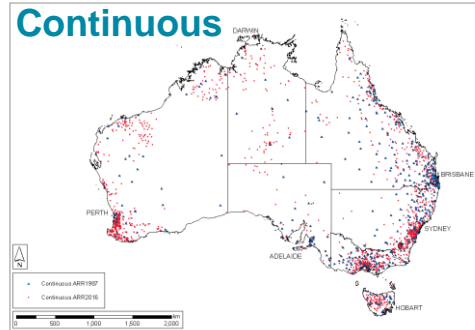 Continuous
DARWIN
BRISBANE
PERTH
SYDNEY
ADELAIDE
N
Continuous ARR1987
Continuous ARR2016
HOBART
km
0 500 1,000 1,500 2,000